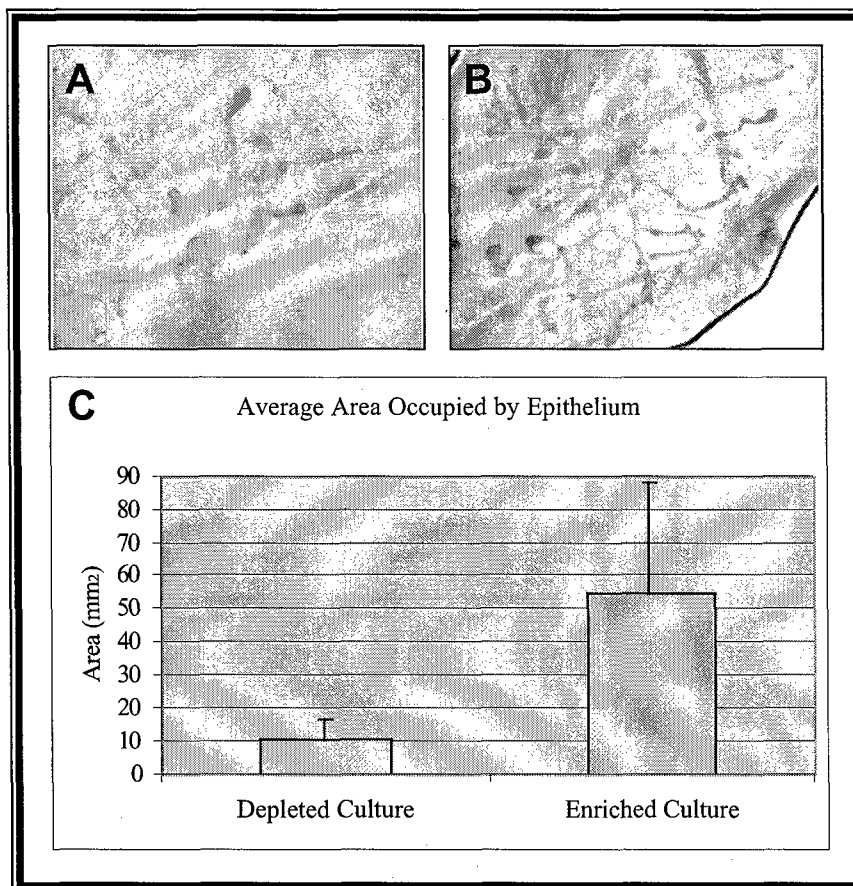 A
B
C
Average Area Occupied by Epithelium
90
80
70
60
50
40
30
20
10
0
Area (mm2)
Depleted Culture
Enriched Culture